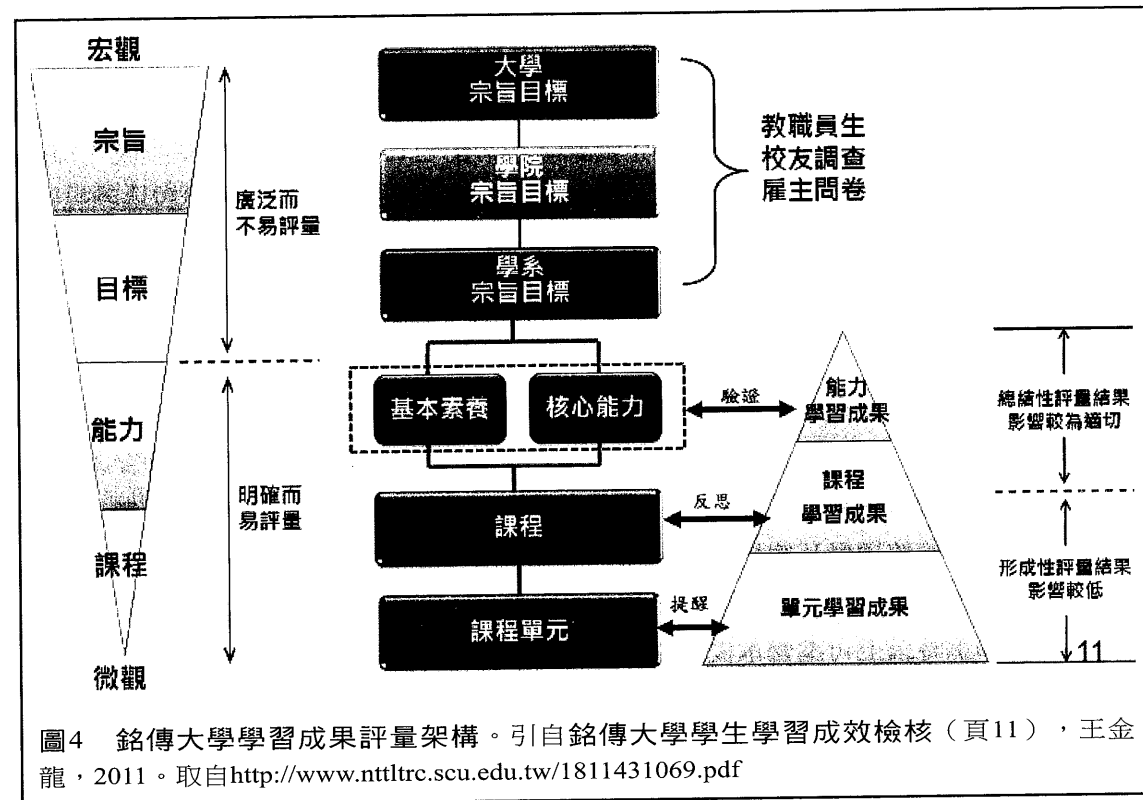 宏觀
宗旨
目標
能力
課程
微觀
廣泛而
不易評量
明確而
易評量
大學
宗旨目標
學院
宗旨目標
學系
宗旨目標
基本素養
核心能力
課程
課程單元
教職員生
校友調查
雇主問卷
驗證
反思
提醒
能力
學習成果
課程
學習成果
單元學習成果
總結性評量結果
影響較為適切
形成性評量結果
影響較低
11
圖4 銘傳大學學習成果評量架構。引自銘傳大學學生學習成效檢核(頁11),王金
龍,2011。取自http://www.nttltrc.scu.edu.tw/1811431069.pdf